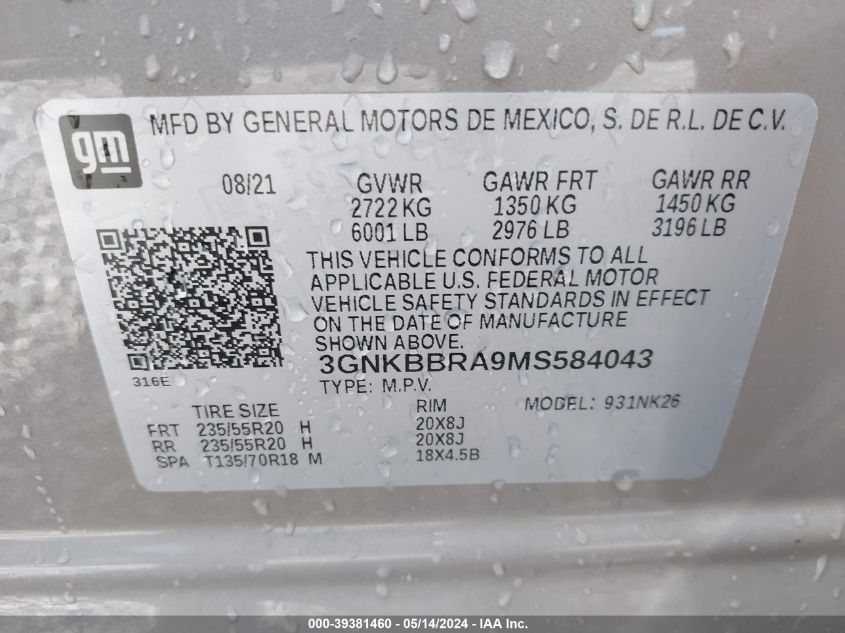 gm
MFD BY GENERAL MOTORS DE MEXICO, S. DE R.L. DE C.V.
08/21 GVWR GAWR FRT GAWR RR
2722 KG 1350 KG 1450 KG
6001 LB 2976 LB 3196 LB
THIS VEHICLE CONFORMS TO ALL
APPLICABLE U.S. FEDERAL MOTOR
VEHICLE SAFETY STANDARDS IN EFFECT
ON THE DATE OF MANUFACTURE
SHOWN ABOVE.
3GNKBBRA9MS584043
316E
TYPE: M.P.V.
MODEL: 931NK26
TIRE SIZE RIM
FRT 235/55R20 H 20X8J
RR 235/55R20 H 20X8J
SPA T135/70R18 M 18X4.5B
000-39381460 - 05/14/2024 - IAA Inc.